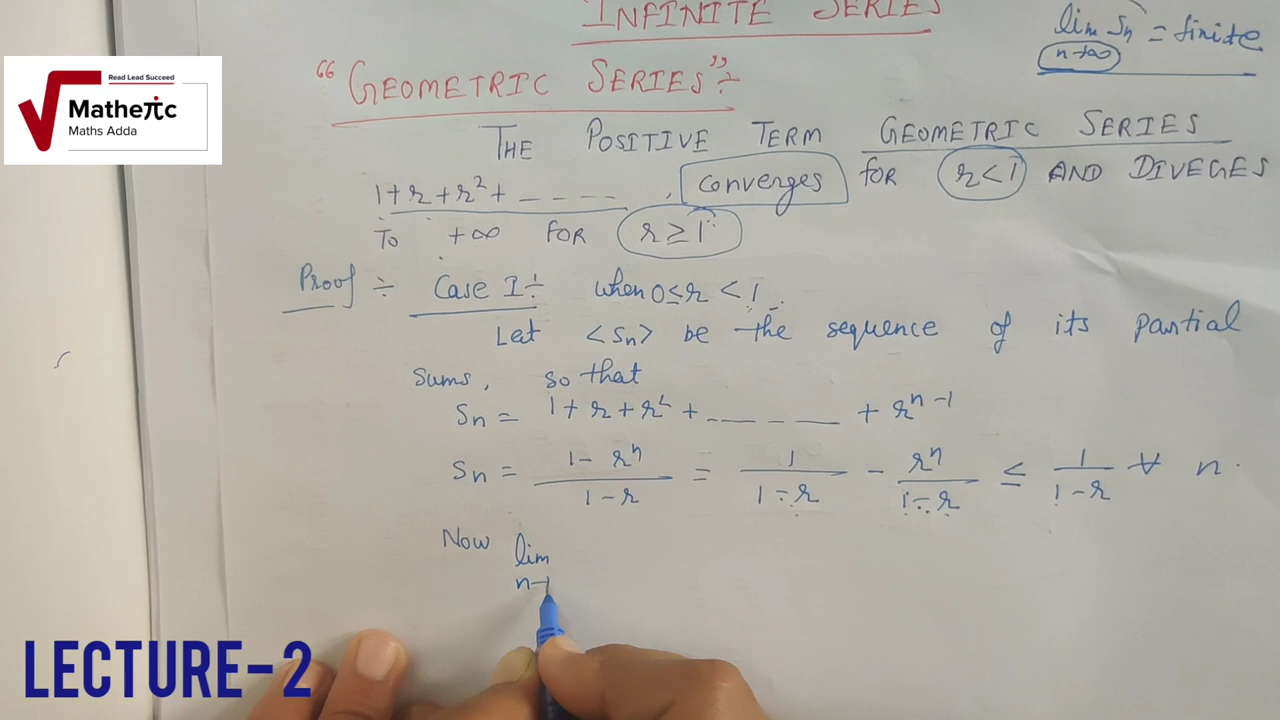 INFINITE SERIES
lim Sn = finite
n→∞
Read Lead Succeed
Matheπc
Maths Adda
“GEOMETRIC SERIES”÷
THE POSITIVE TERM GEOMETRIC SERIES
1+r+r²+ _ _ _ _ , converges FOR r<1 AND DIVEGES
TO +∞ FOR r≥1
Proof ÷ Case I÷ when 0≤r<1.
Let <Sn> be the sequence of its partial
Sums, so that
Sn = 1+r+r²+ _ _ _ + r^n-1
Sn = 1-r^n / 1-r = 1 / 1-r - r^n / 1-r ≤ 1 / 1-r ∀ n.
Now lim
n→
LECTURE-2